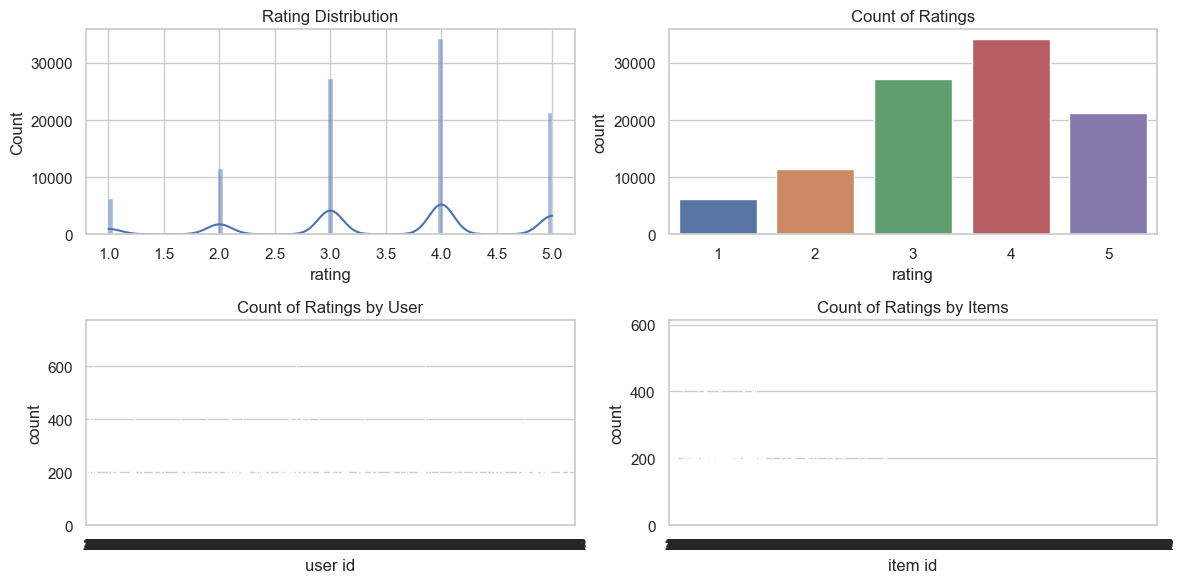 Rating Distribution
Count
30000
20000
10000
0
1.0 1.5 2.0 2.5 3.0 3.5 4.0 4.5 5.0
rating
Count of Ratings
count
30000
20000
10000
0
1 2 3 4 5
rating
Count of Ratings by User
count
600
400
200
0
user id
Count of Ratings by Items
count
600
400
200
0
item id